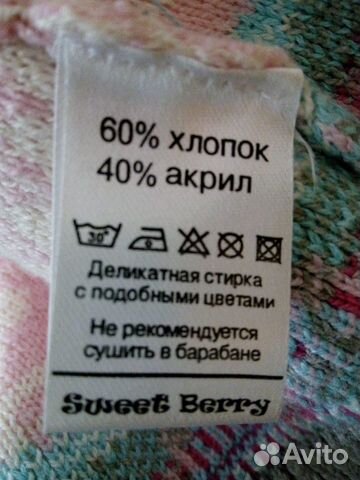 60% хлопок
40% акрил
30°
Деликатная стирка
с подобными цветами
Не рекомендуется
сушить в барабане
Sweet Berry
Avito